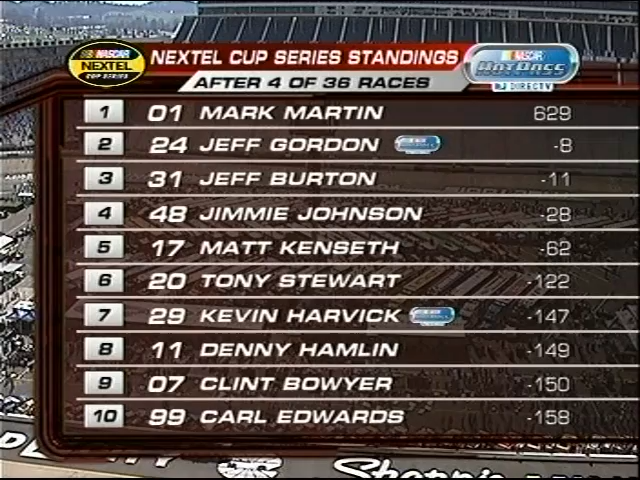 NASCAR
NEXTEL
CUP SERIES
NEXTEL CUP SERIES STANDINGS
AFTER 4 OF 36 RACES
NASCAR
HOTPASS
DIRECTV
1 01 MARK MARTIN 629
2 24 JEFF GORDON -8
3 31 JEFF BURTON -11
4 48 JIMMIE JOHNSON -28
5 17 MATT KENSETH -62
6 20 TONY STEWART -122
7 29 KEVIN HARVICK -147
8 11 DENNY HAMLIN -149
9 07 CLINT BOWYER -150
10 99 CARL EDWARDS -158